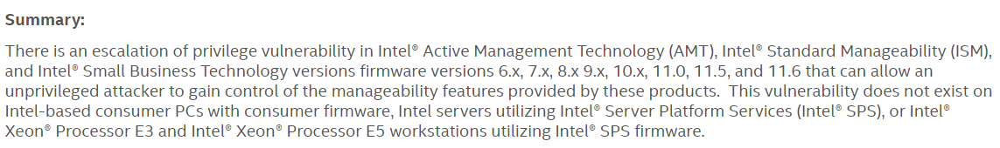 Summary:
There is an escalation of privilege vulnerability in Intel® Active Management Technology (AMT), Intel® Standard Manageability (ISM),
and Intel® Small Business Technology versions firmware versions 6.x, 7.x, 8.x 9.x, 10.x, 11.0, 11.5, and 11.6 that can allow an
unprivileged attacker to gain control of the manageability features provided by these products.  This vulnerability does not exist on
Intel-based consumer PCs with consumer firmware, Intel servers utilizing Intel® Server Platform Services (Intel® SPS), or Intel®
Xeon® Processor E3 and Intel® Xeon® Processor E5 workstations utilizing Intel® SPS firmware.